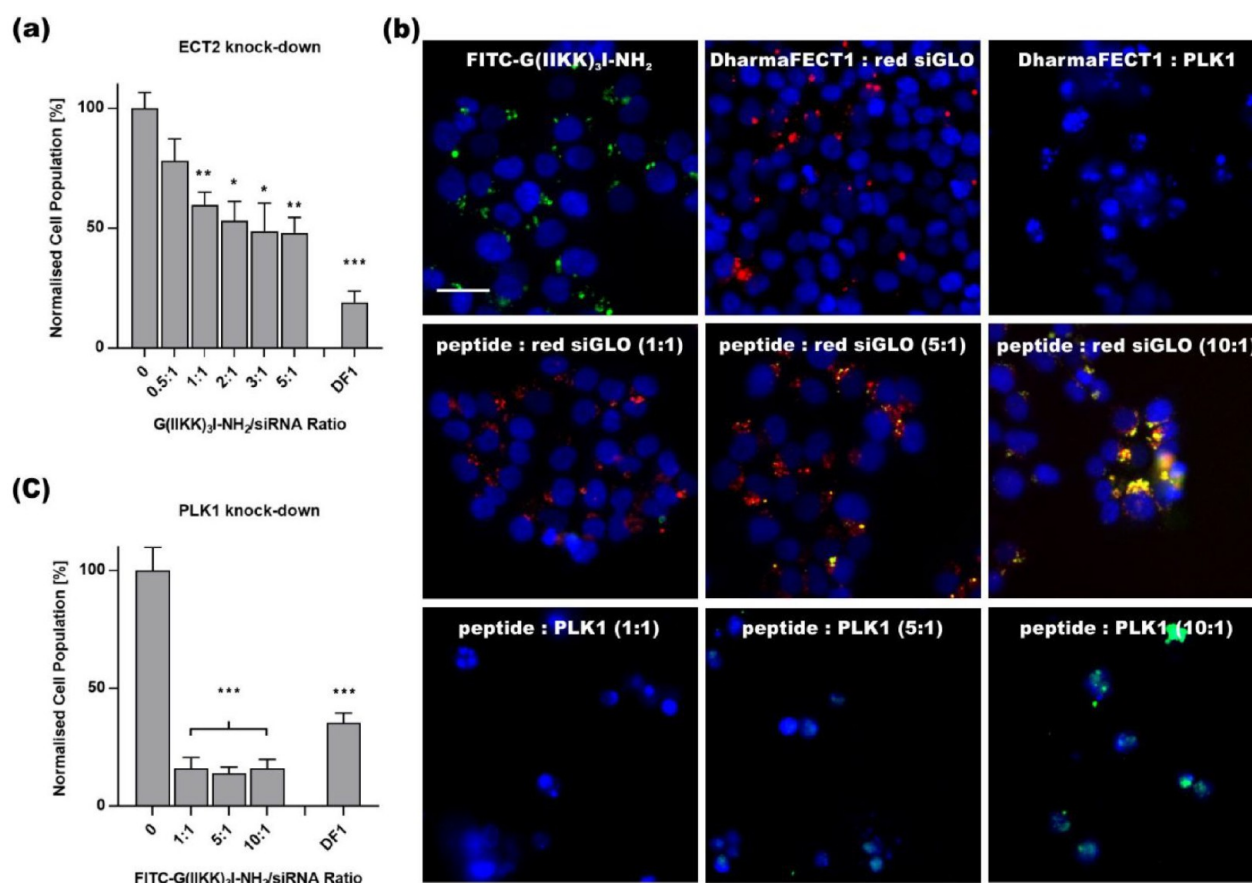 (a)
ECT2 knock-down
Normalised Cell Population [%]
100
50
0
**
*
*
**
***
0
0.5:1
1:1
2:1
3:1
5:1
DF1
G(IIKK)₃I-NH₂/siRNA Ratio
(b)
FITC-G(IIKK)₃I-NH₂
DharmaFECT1 : red siGLO
DharmaFECT1 : PLK1
peptide : red siGLO (1:1)
peptide : red siGLO (5:1)
peptide : red siGLO (10:1)
peptide : PLK1 (1:1)
peptide : PLK1 (5:1)
peptide : PLK1 (10:1)
(C)
PLK1 knock-down
Normalised Cell Population [%]
100
50
0
***
***
0
1:1
5:1
10:1
DF1
FITC-G(IIKK)₃I-NH₂/siRNA Ratio